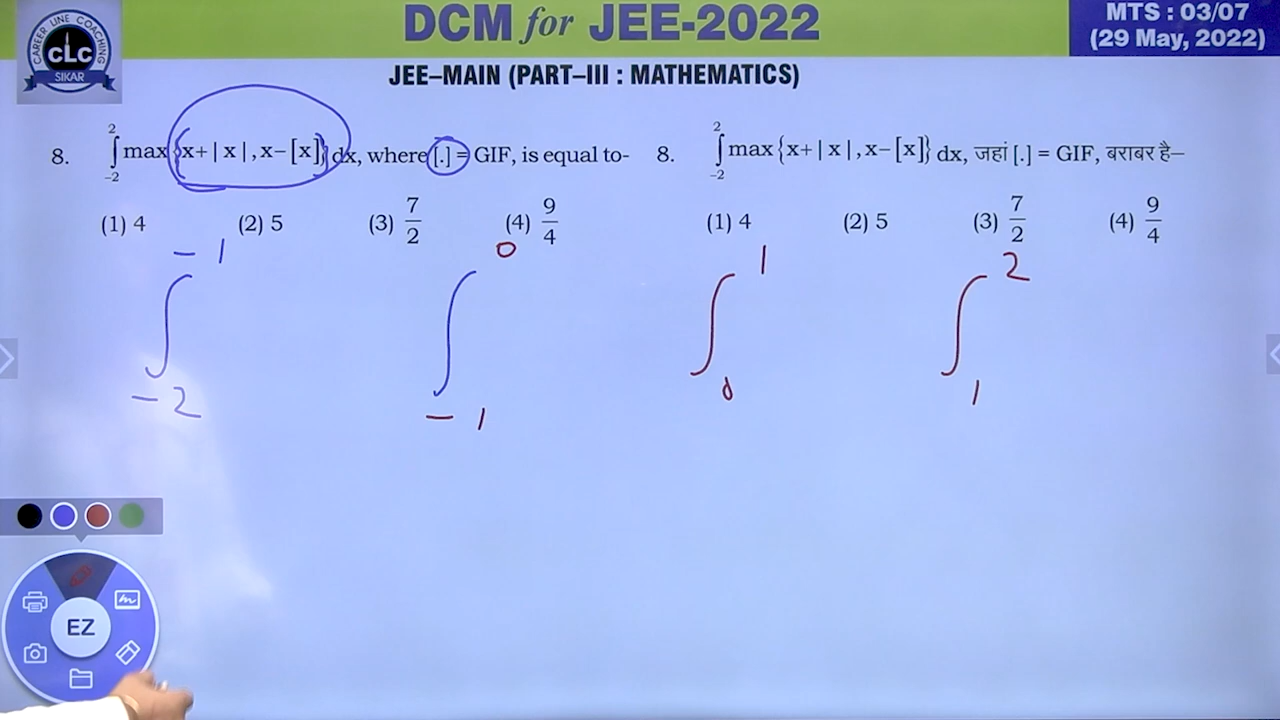 CAREER LINE COACHING
CLC
SIKAR
DCM for JEE-2022
MTS : 03/07
(29 May, 2022)
JEE–MAIN (PART–III : MATHEMATICS)
8. ∫_{-2}^{2} max{x+|x|,x–[x]} dx, where [.] = GIF, is equal to-
(1) 4 (2) 5 (3) 7/2 (4) 9/4
8. ∫_{-2}^{2} max{x+|x|,x–[x]} dx, जहां [.] = GIF, बराबर है–
(1) 4 (2) 5 (3) 7/2 (4) 9/4
∫_{-2}^{-1} ∫_{-1}^{0} ∫_{0}^{1} ∫_{1}^{2}
EZ